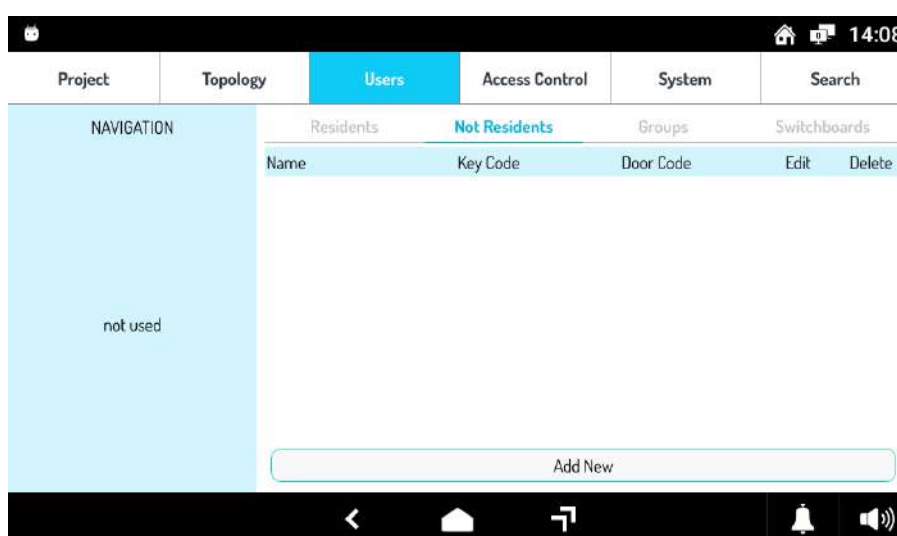 14:08
Project Topology Users Access Control System Search
NAVIGATION Residents Not Residents Groups Switchboards
Name Key Code Door Code Edit Delete
not used
Add New